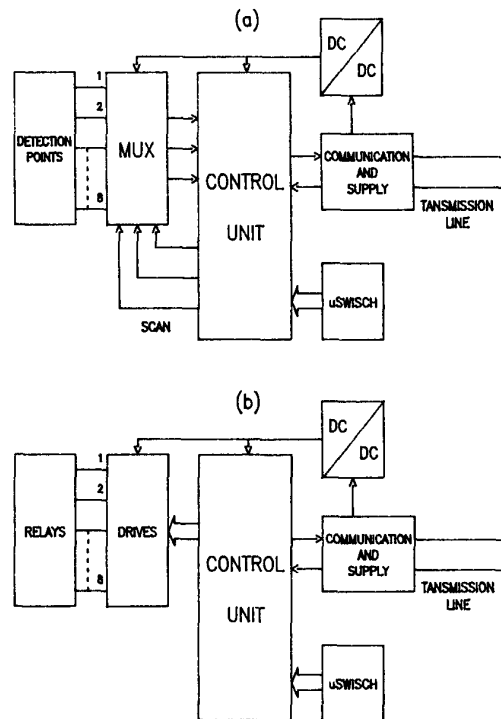 (a)
DC
DC
1
2
8
DETECTION
POINTS
MUX
CONTROL
UNIT
COMMUNICATION
AND
SUPPLY
TANSMISSION
LINE
uSWISCH
SCAN
(b)
DC
DC
1
2
8
RELAYS
DRIVES
CONTROL
UNIT
COMMUNICATION
AND
SUPPLY
TANSMISSION
LINE
uSWISCH